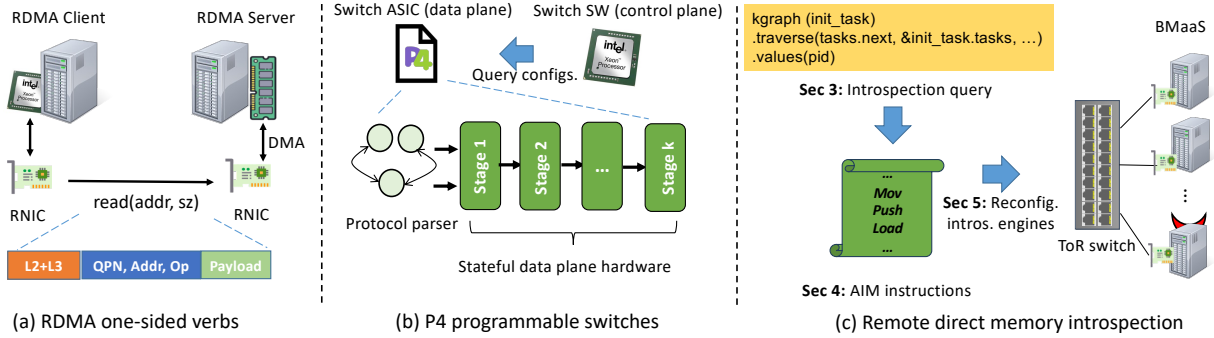 RDMA Client
RDMA Server
intel
Xeon
Processor
DMA
RNIC
read(addr, sz)
RNIC
L2+L3
QPN, Addr, Op
Payload
(a) RDMA one-sided verbs
Switch ASIC (data plane)
Switch SW (control plane)
P4
intel
Xeon
Processor
Query configs.
Stage 1
Stage 2
...
Stage k
Protocol parser
Stateful data plane hardware
(b) P4 programmable switches
kgraph (init_task)
.traverse(tasks.next, &init_task.tasks, …)
.values(pid)
Sec 3: Introspection query
...
Mov
Push
Load
...
Sec 5: Reconfig.
intros. engines
Sec 4: AIM instructions
BMaaS
...
ToR switch
(c) Remote direct memory introspection